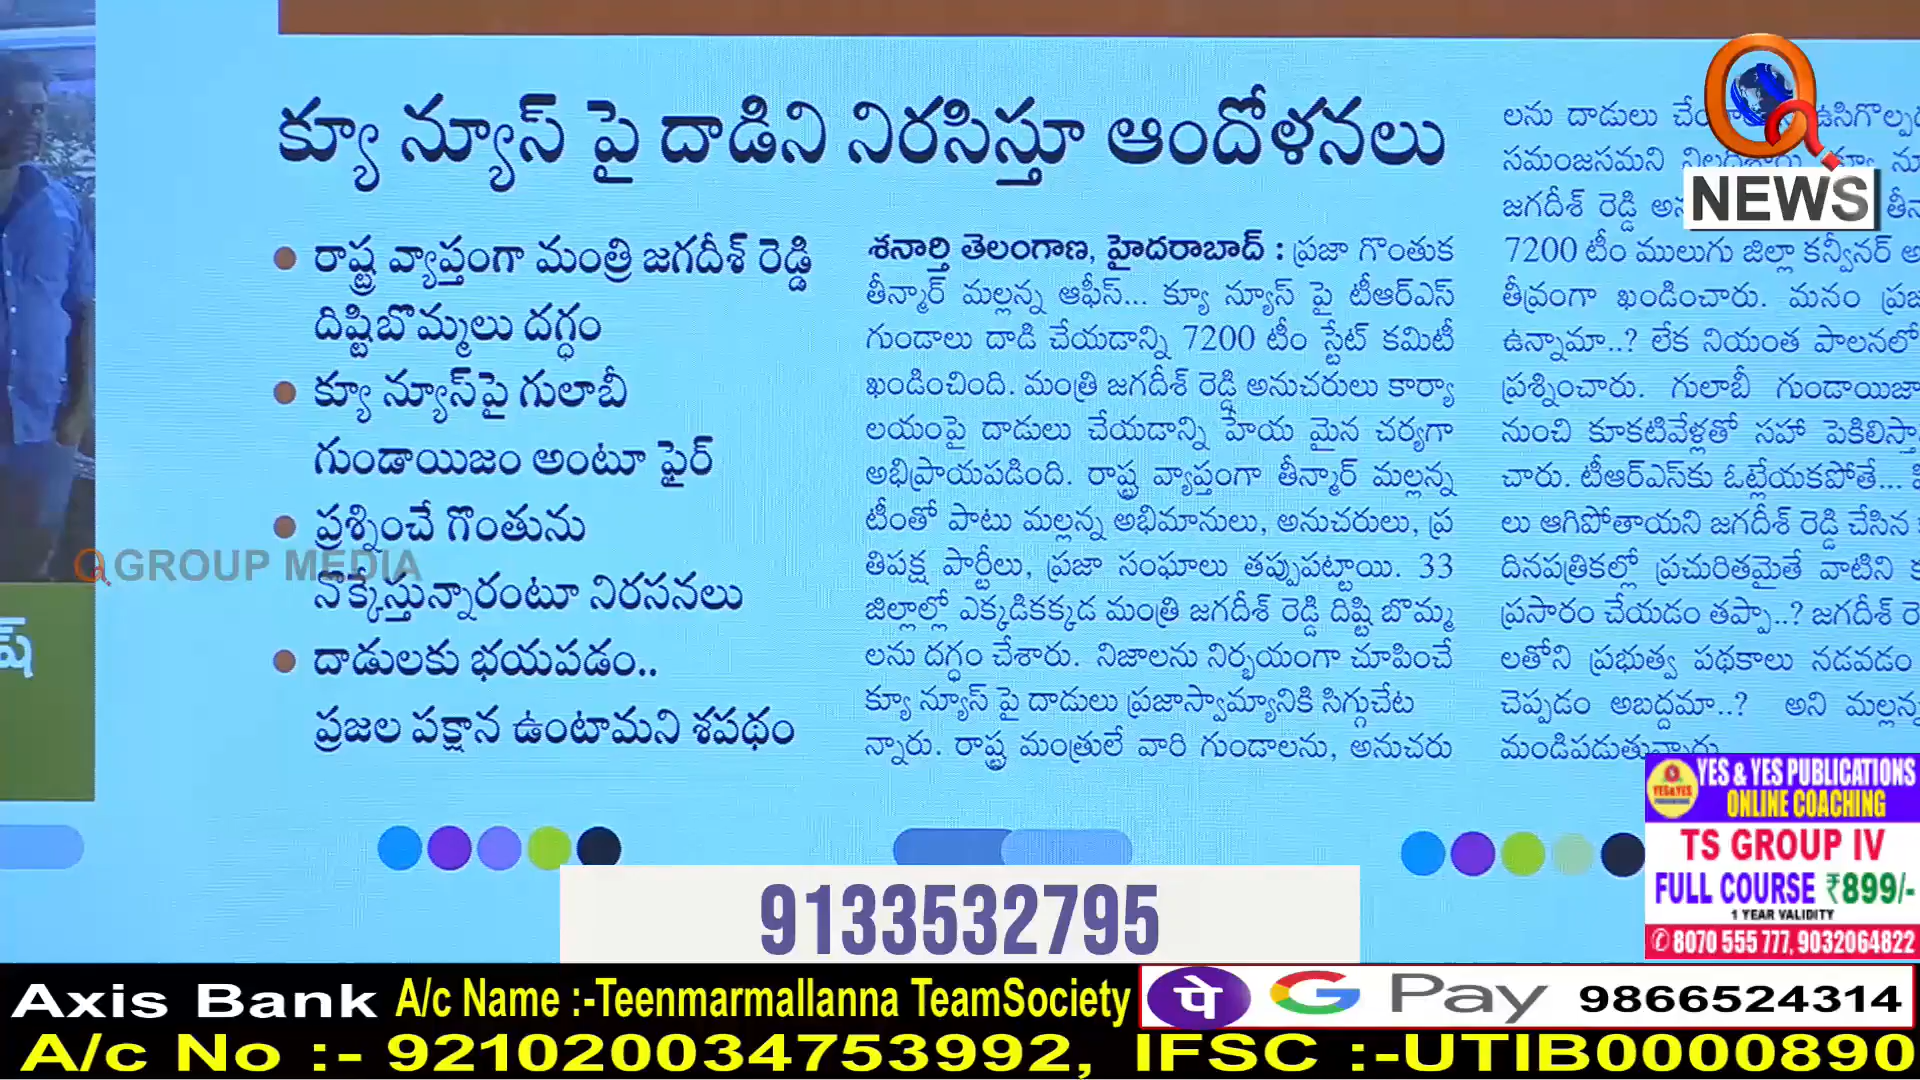 క్యూ న్యూస్ పై దాడిని నిరసిస్తూ ఆందోళనలు
రాష్ట్ర వ్యాప్తంగా మంత్రి జగదీశ్ రెడ్డి
దిష్టిబొమ్మలు దగ్ధం
క్యూ న్యూస్‌పై గులాబీ
గుండాయిజం అంటూ ఫైర్
ప్రశ్నించే గొంతును
నొక్కేస్తున్నారంటూ నిరసనలు
దాడులకు భయపడం..
ప్రజల పక్షాన ఉంటామని శపథం
శనార్తి తెలంగాణ, హైదరాబాద్ : ప్రజా గొంతుక
తీన్మార్ మల్లన్న ఆఫీస్... క్యూ న్యూస్ పై టీఆర్ఎస్
గుండాలు దాడి చేయడాన్ని 7200 టీం స్టేట్ కమిటీ
ఖండించింది. మంత్రి జగదీశ్ రెడ్డి అనుచరులు కార్యా
లయంపై దాడులు చేయడాన్ని హేయ మైన చర్యగా
అభిప్రాయపడింది. రాష్ట్ర వ్యాప్తంగా తీన్మార్ మల్లన్న
టీంతో పాటు మల్లన్న అభిమానులు, అనుచరులు, ప్ర
తిపక్ష పార్టీలు, ప్రజా సంఘాలు తప్పుపట్టాయి. 33
జిల్లాల్లో ఎక్కడికక్కడ మంత్రి జగదీశ్ రెడ్డి దిష్టి బొమ్మ
లను దగ్ధం చేశారు. నిజాలను నిర్భయంగా చూపించే
క్యూ న్యూస్ పై దాడులు ప్రజాస్వామ్యానికి సిగ్గుచేట
న్నారు. రాష్ట్ర మంత్రులే వారి గుండాలను, అనుచరు
లను దాడులు
సమంజసమని
జగదీశ్ రెడ్డి
7200 టీం ములుగు జిల్లా కన్వీనర్
తీవ్రంగా ఖండించారు. మనం
ఉన్నామా..? లేక నియంత పాలనలో
ప్రశ్నించారు. గులాబీ
నుంచి కూకటివేళ్లతో సహా
చారు. టీఆర్ఎస్‌కు ఓట్లేయకపోతే...
లు ఆగిపోతాయని జగదీశ్ రెడ్డి చేసిన
దినపత్రికల్లో ప్రచురితమైతే వాటిని
ప్రసారం చేయడం తప్పా..? జగదీశ్
లతోని ప్రభుత్వ పథకాలు నడవడం
చెప్పడం అబద్దమా..? అని
మండిపడుతున్నారు
Q NEWS
GROUP MEDIA
YES & YES PUBLICATIONS
ONLINE COACHING
TS GROUP IV
FULL COURSE ₹899/-
1 YEAR VALIDITY
8070 555 777, 9032064822
9133532795
Axis Bank A/c Name :-Teenmarmallanna TeamSociety
పే G Pay 9866524314
A/c No :- 921020034753992, IFSC :-UTIB0000890